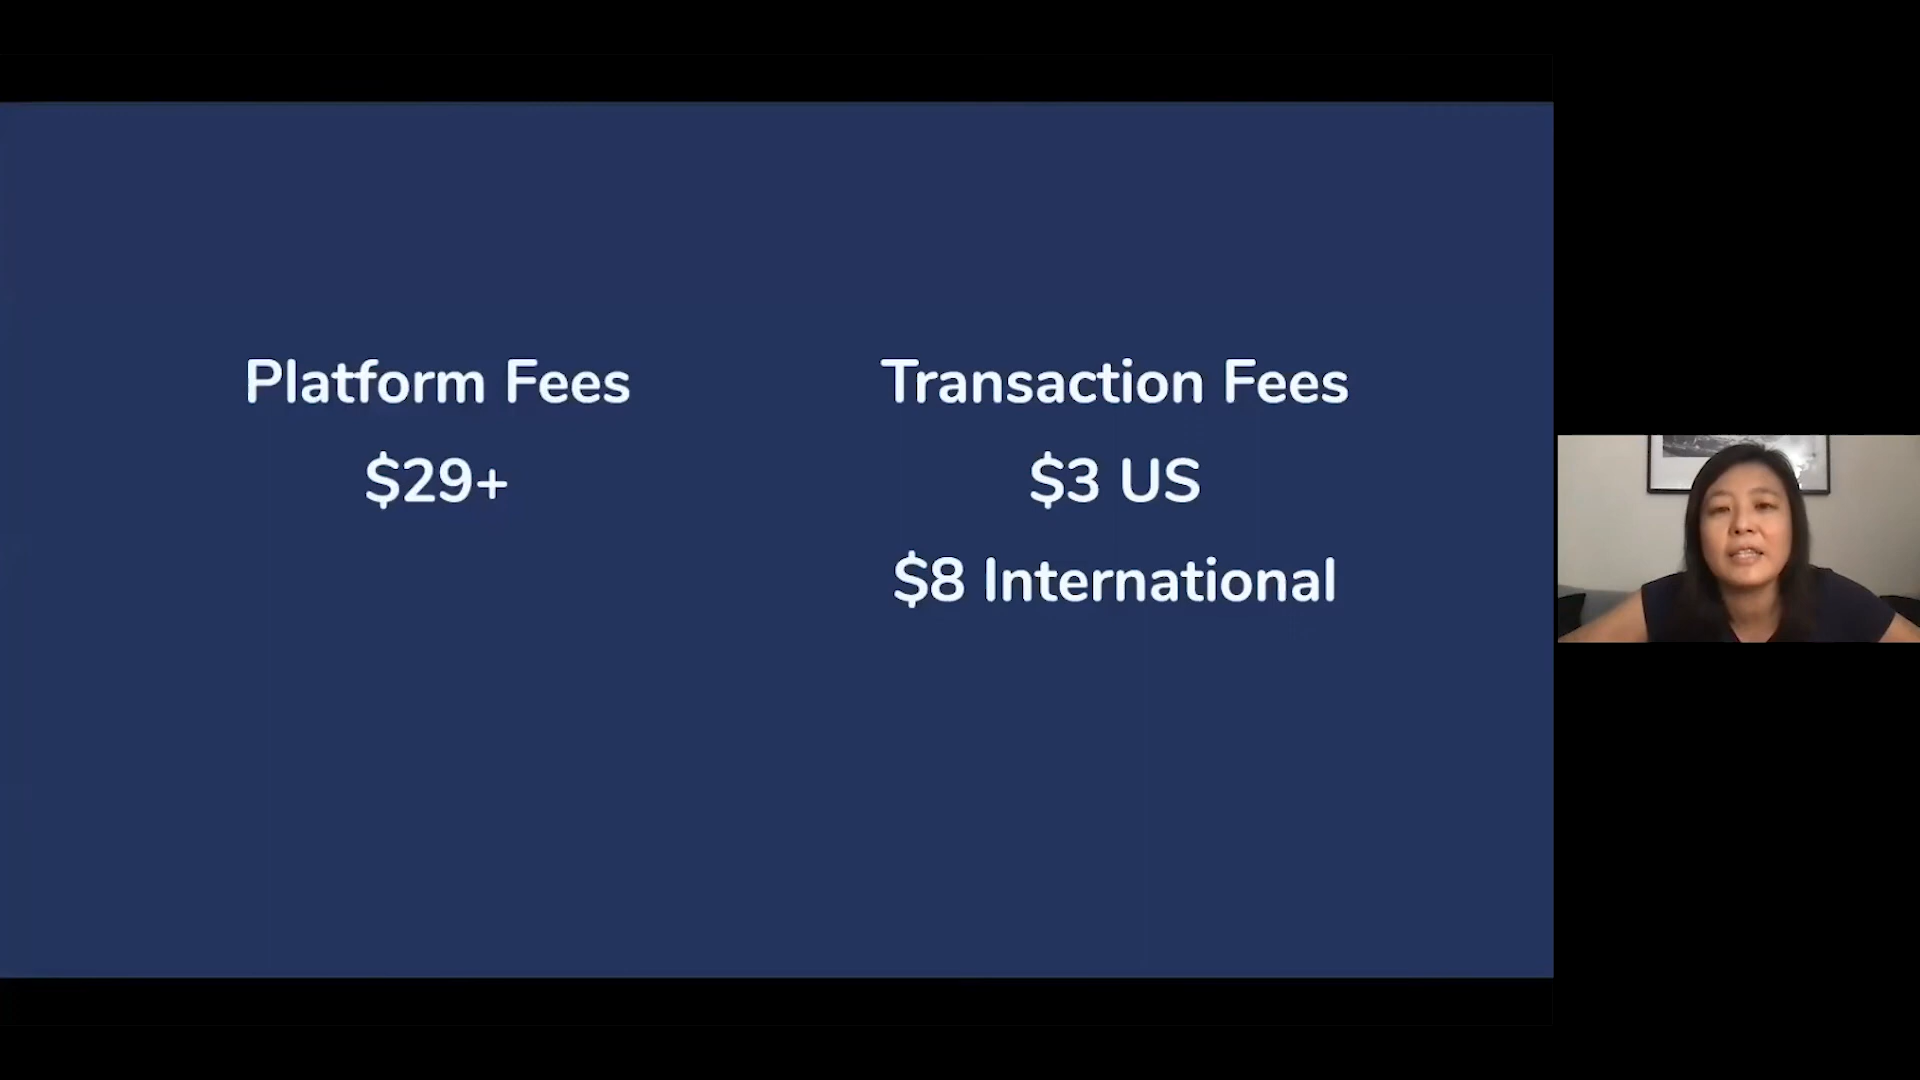 Platform Fees
$29+
Transaction Fees
$3 US
$8 International